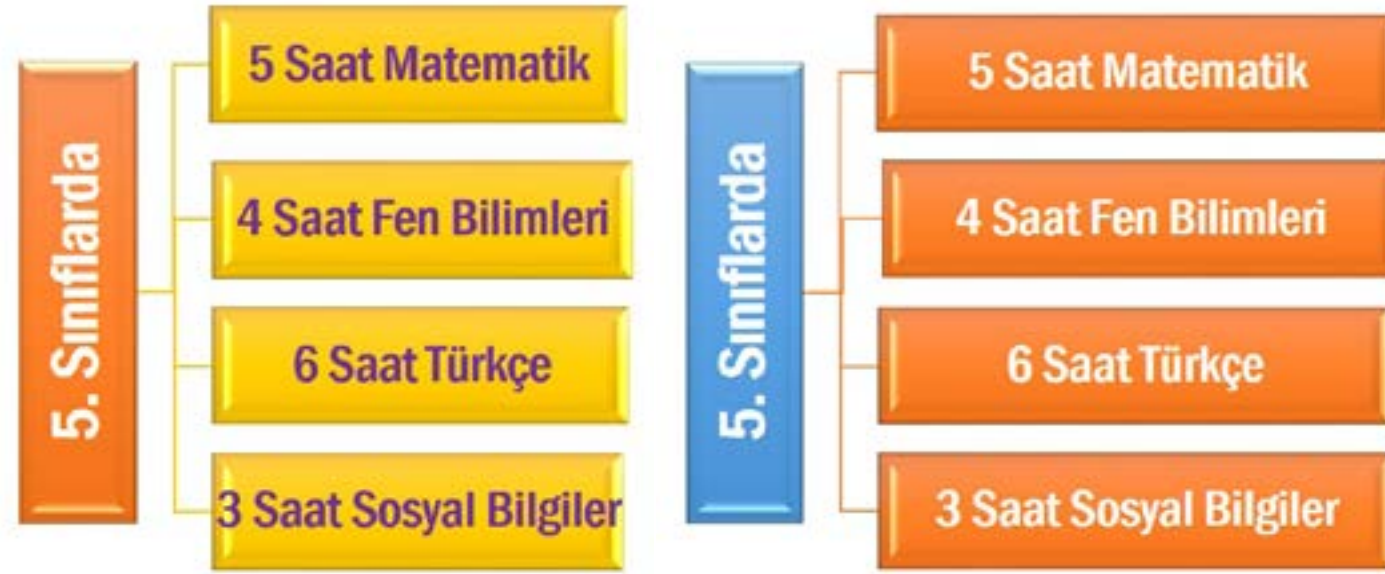 5. Sınıflarda
5 Saat Matematik
4 Saat Fen Bilimleri
6 Saat Türkçe
3 Saat Sosyal Bilgiler
5. Sınıflarda
5 Saat Matematik
4 Saat Fen Bilimleri
6 Saat Türkçe
3 Saat Sosyal Bilgiler